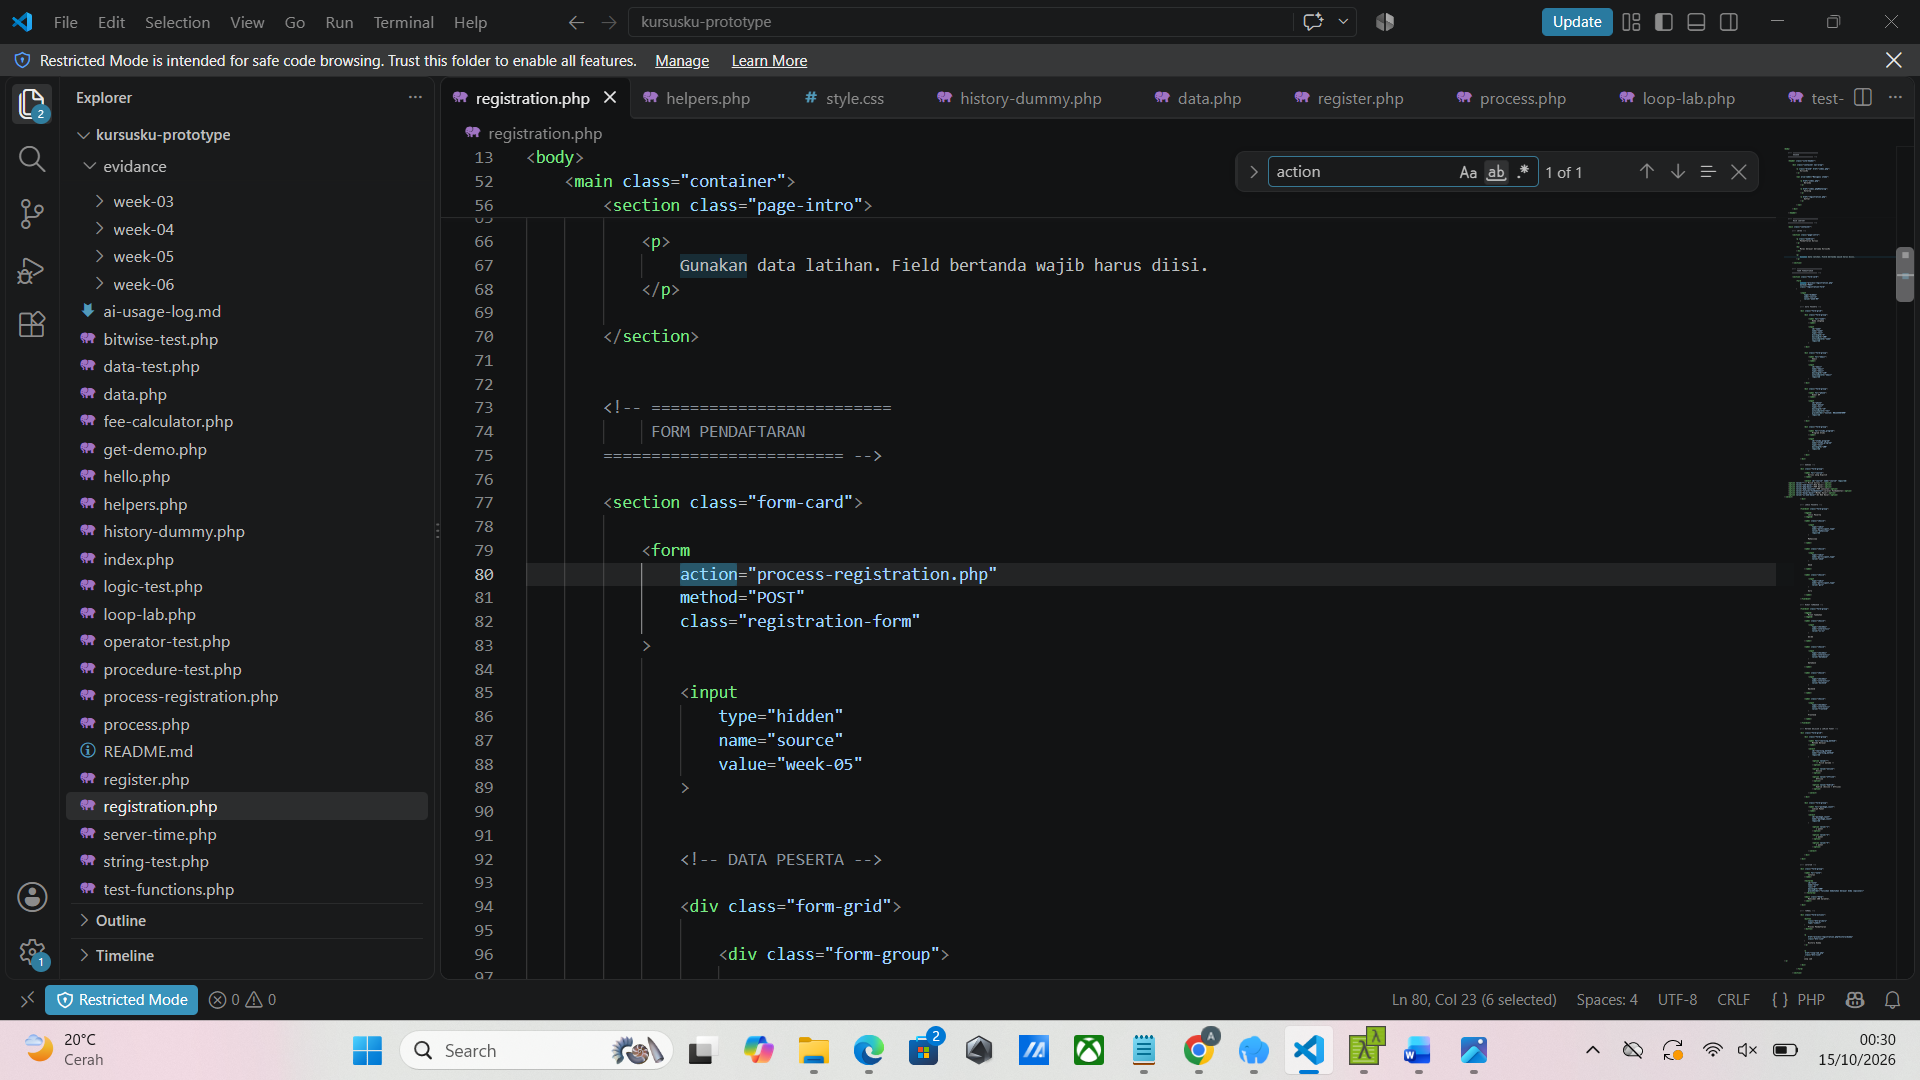 File Edit Selection View Go Run Terminal Help
kursusku-prototype
Update
Restricted Mode is intended for safe code browsing. Trust this folder to enable all features. Manage Learn More
Explorer
2
kursusku-prototype
evidance
week-03
week-04
week-05
week-06
ai-usage-log.md
bitwise-test.php
data-test.php
data.php
fee-calculator.php
get-demo.php
hello.php
helpers.php
history-dummy.php
index.php
logic-test.php
loop-lab.php
operator-test.php
procedure-test.php
process-registration.php
process.php
README.md
register.php
registration.php
server-time.php
string-test.php
test-functions.php
Outline
Timeline
1
registration.php helpers.php # style.css history-dummy.php data.php register.php process.php loop-lab.php test-
registration.php
action Aa ab .* 1 of 1
13 <body>
52 <main class="container">
56 <section class="page-intro">
65
66 <p>
67 Gunakan data latihan. Field bertanda wajib harus diisi.
68 </p>
69
70 </section>
71
72
73 <!-- =========================
74 FORM PENDAFTARAN
75 ========================= -->
76
77 <section class="form-card">
78
79 <form
80 action="process-registration.php"
81 method="POST"
82 class="registration-form"
83 >
84
85 <input
86 type="hidden"
87 name="source"
88 value="week-05"
89 >
90
91
92 <!-- DATA PESERTA -->
93
94 <div class="form-grid">
95
96 <div class="form-group">
97
Restricted Mode 0 0 Ln 80, Col 23 (6 selected) Spaces: 4 UTF-8 CRLF { } PHP
20°C
Cerah
Search
2
A
00:30
15/10/2026